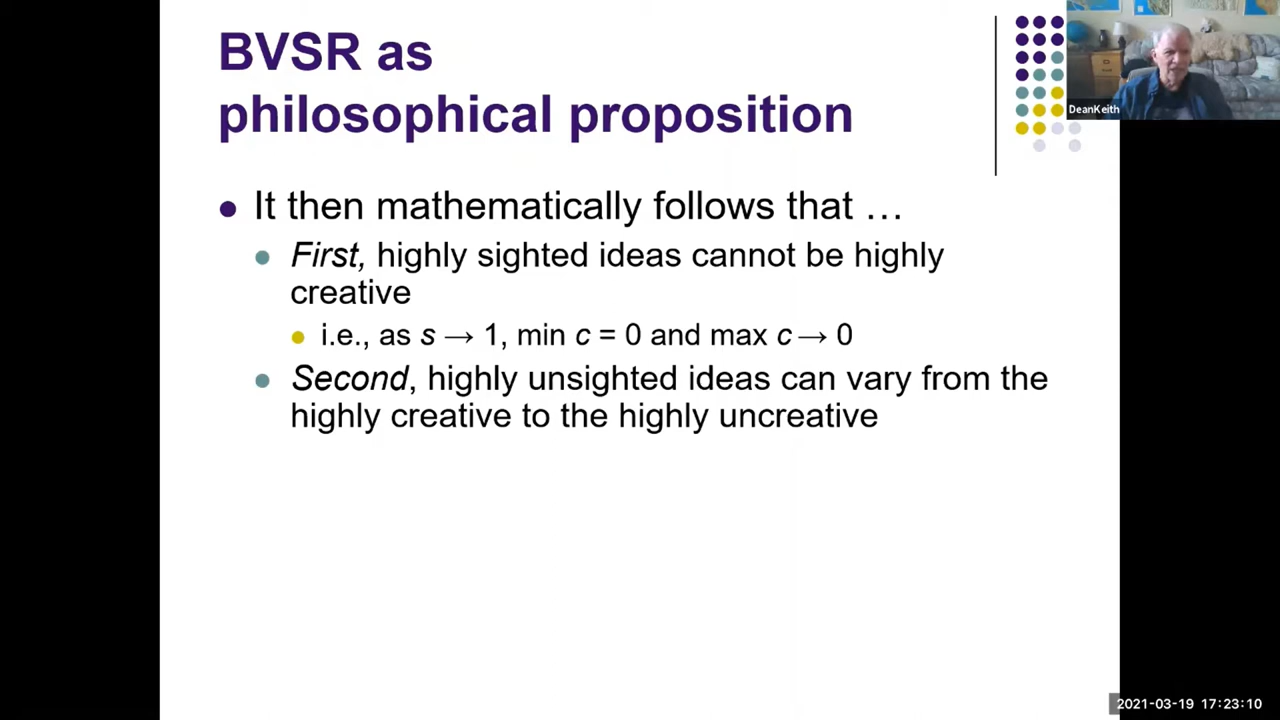 BVSR as
philosophical proposition
DeanKeith
● It then mathematically follows that …
● First, highly sighted ideas cannot be highly
creative
● i.e., as s → 1, min c = 0 and max c → 0
● Second, highly unsighted ideas can vary from the
highly creative to the highly uncreative
2021-03-19 17:23:10